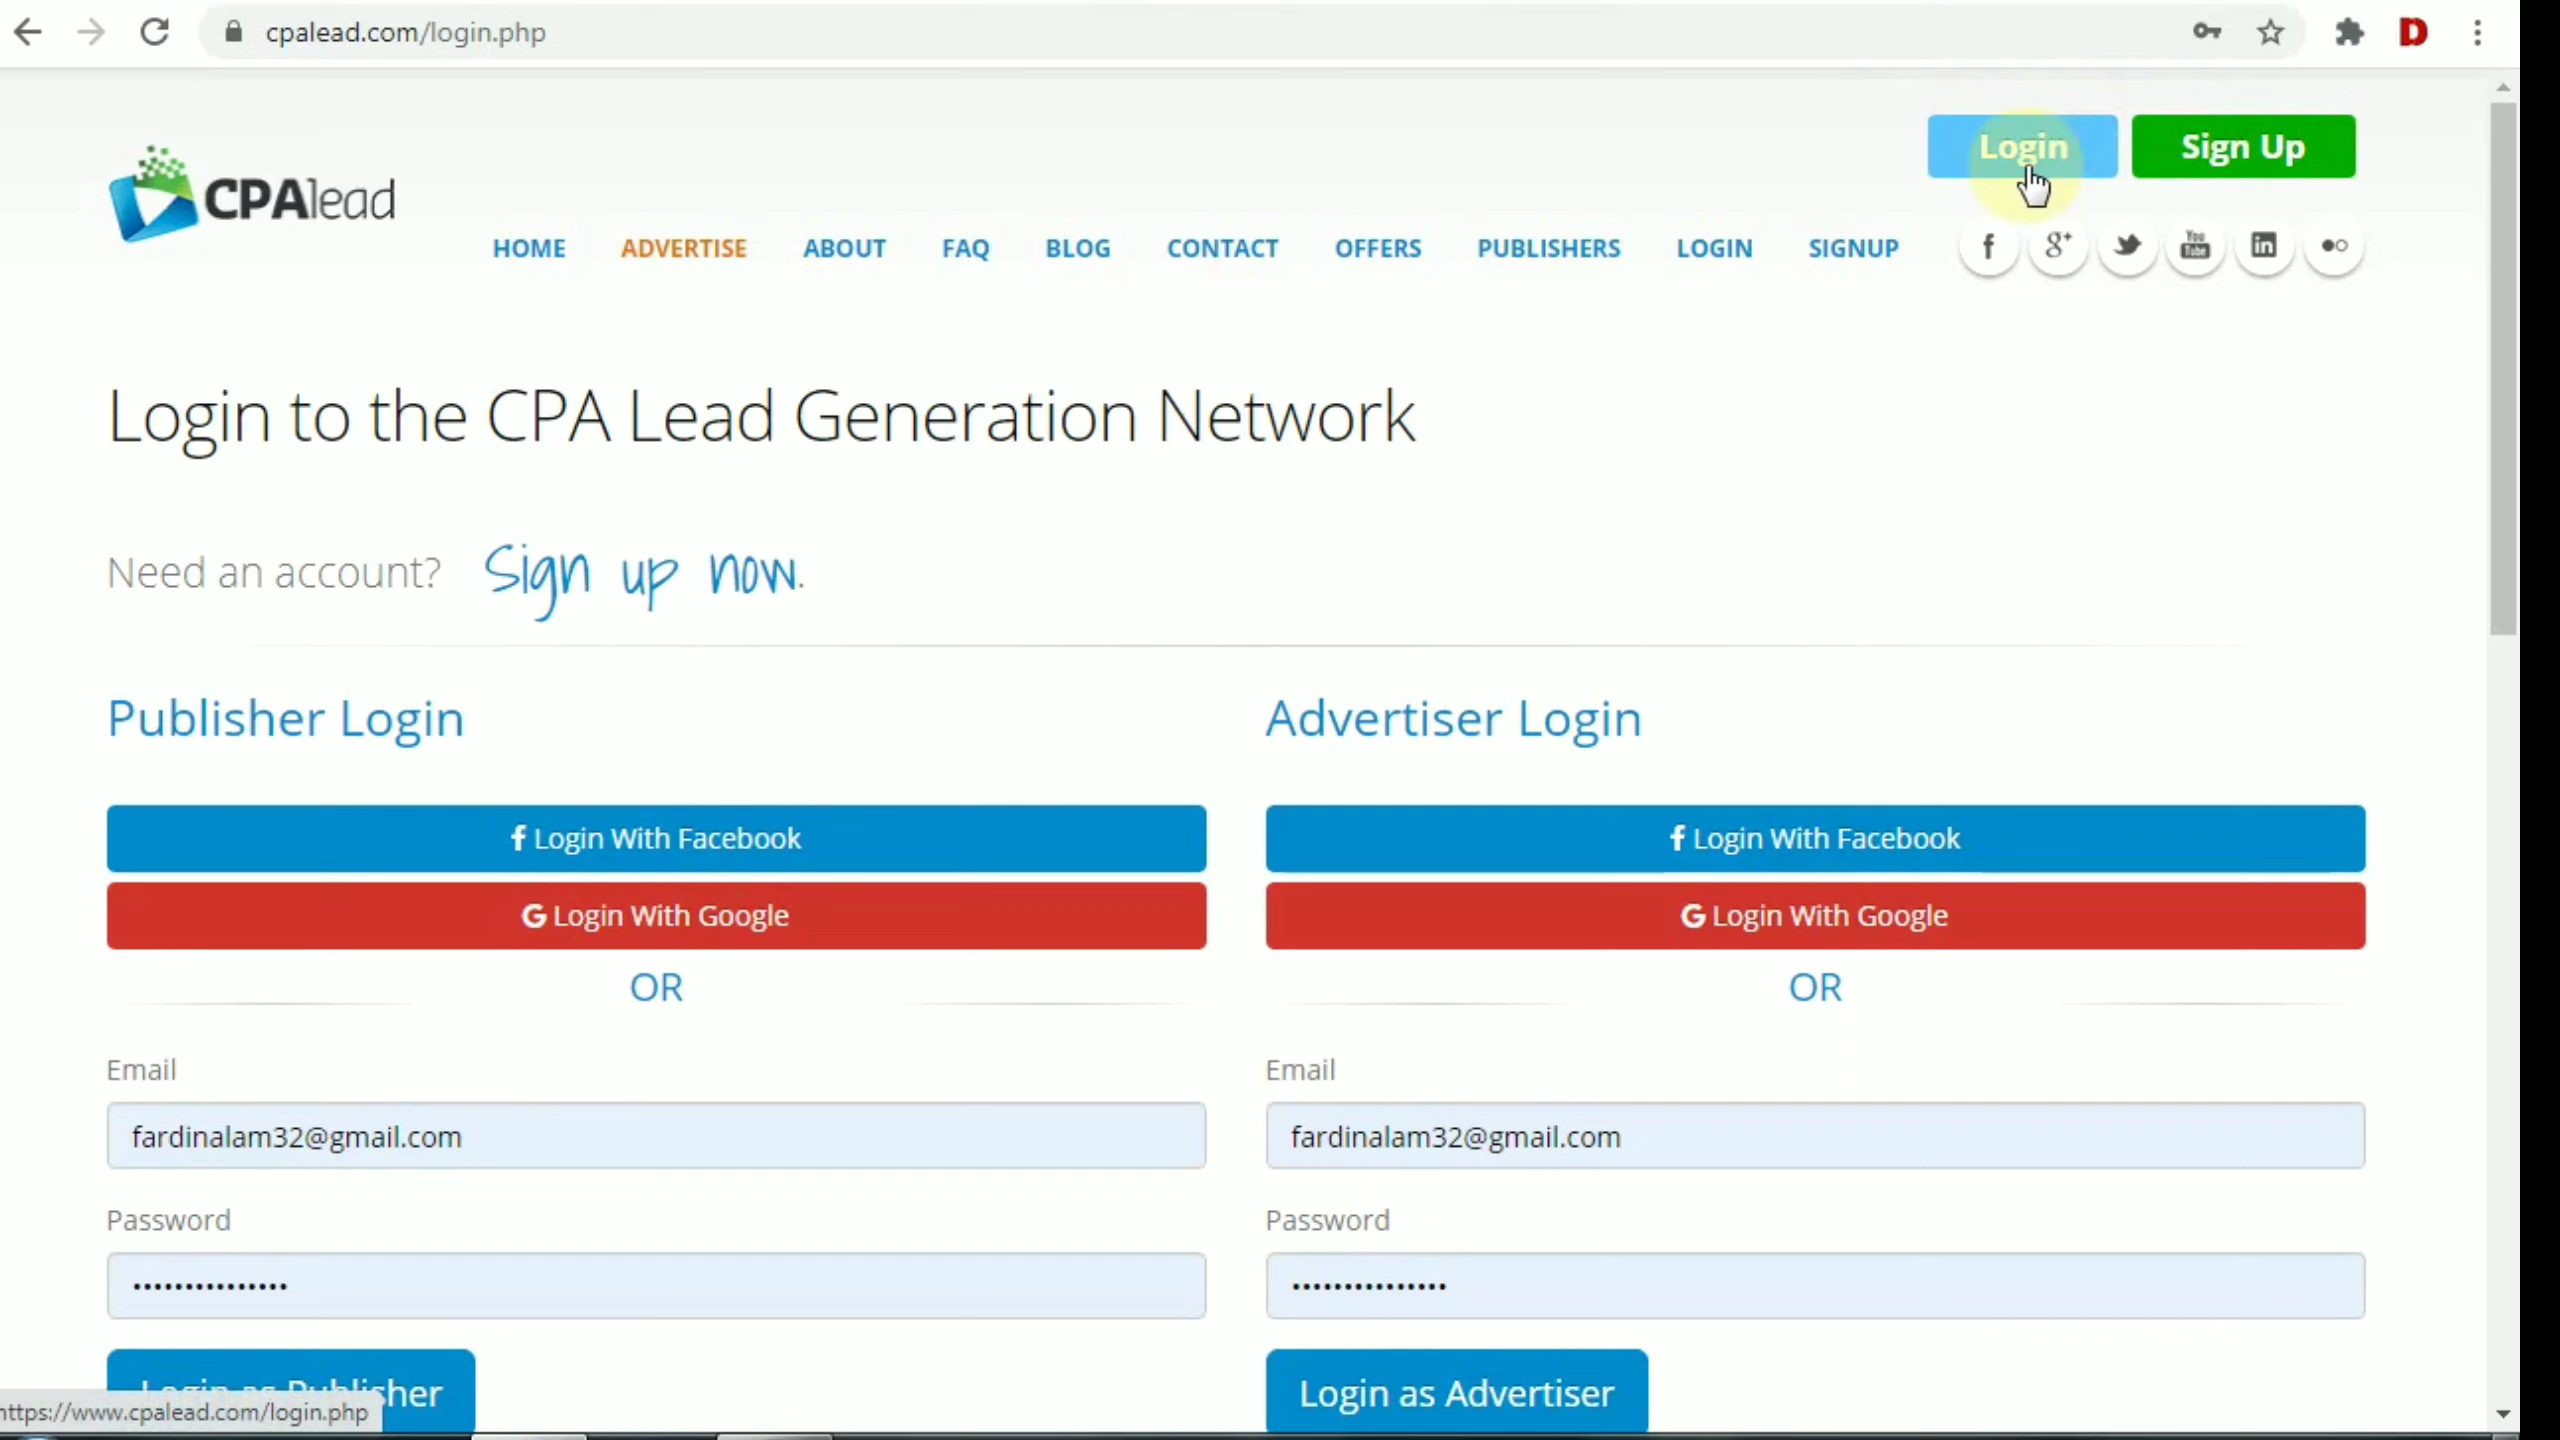 cpalead.com/login.php
D
Login
Sign Up
CPAlead
HOME
ADVERTISE
ABOUT
FAQ
BLOG
CONTACT
OFFERS
PUBLISHERS
LOGIN
SIGNUP
Login to the CPA Lead Generation Network
Need an account? Sign up now.
Publisher Login
Advertiser Login
Login With Facebook
Login With Facebook
Login With Google
Login With Google
OR
OR
Email
Email
fardinalam32@gmail.com
fardinalam32@gmail.com
Password
Password
•••••••••••••••
•••••••••••••••
Login as Publisher
Login as Advertiser
https://www.cpalead.com/login.php